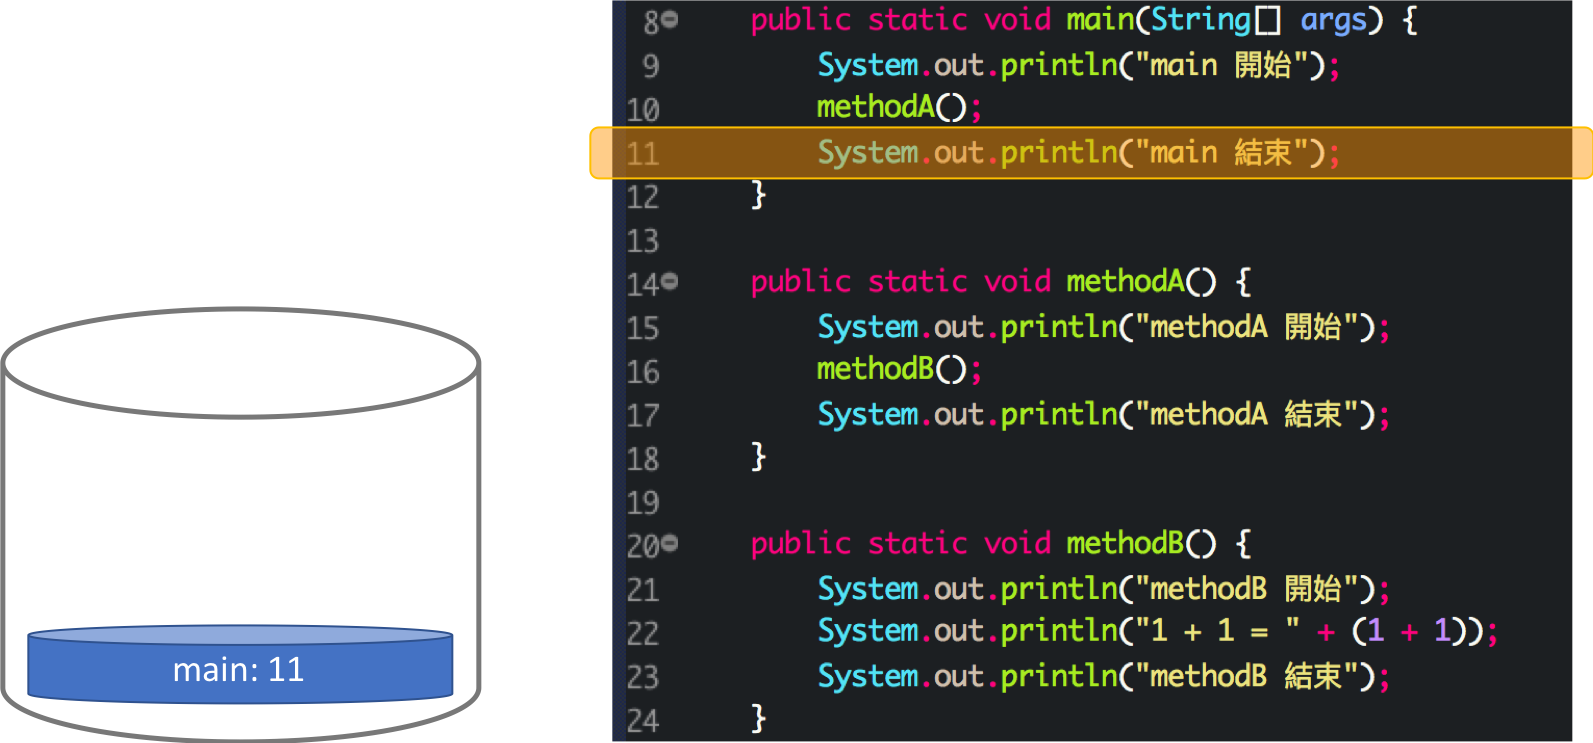 8 public static void main(String[] args) {
9 System.out.println("main 開始");
10 methodA();
11 System.out.println("main 結束");
12 }
13
14 public static void methodA() {
15 System.out.println("methodA 開始");
16 methodB();
17 System.out.println("methodA 結束");
18 }
19
20 public static void methodB() {
21 System.out.println("methodB 開始");
22 System.out.println("1 + 1 = " + (1 + 1));
23 System.out.println("methodB 結束");
24 }
main: 11